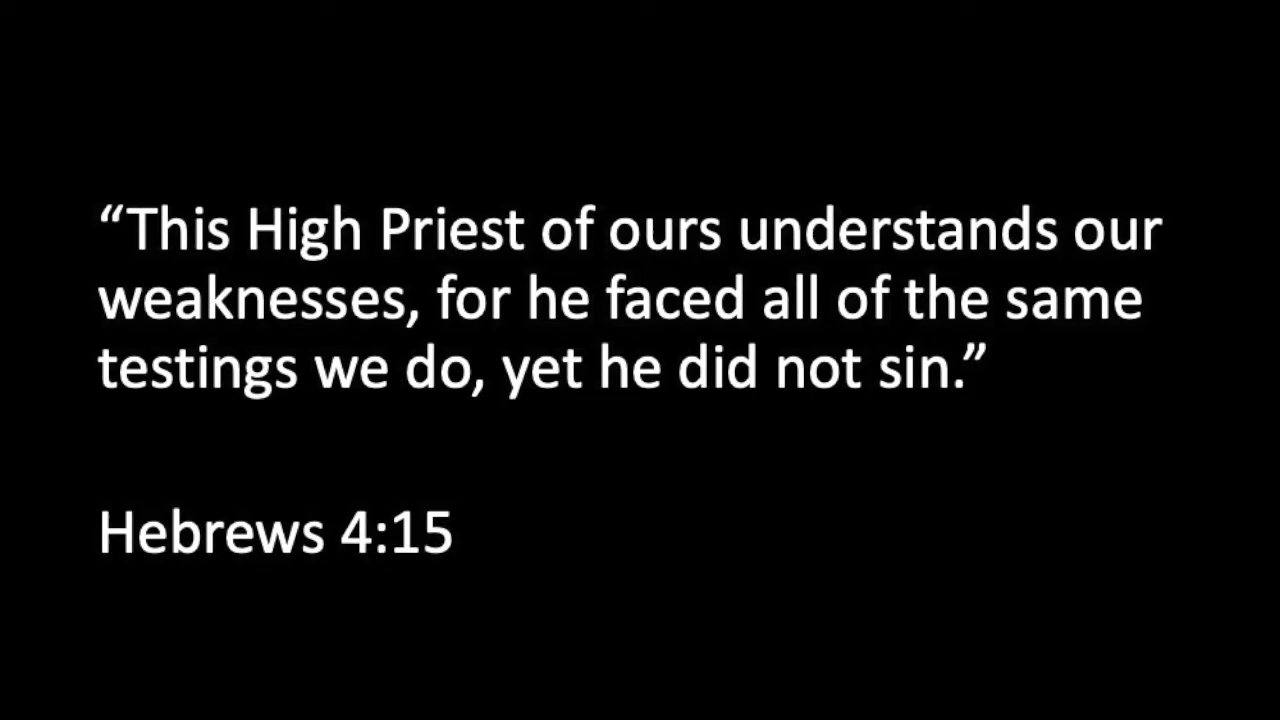 “This High Priest of ours understands our
weaknesses, for he faced all of the same
testings we do, yet he did not sin.”
Hebrews 4:15